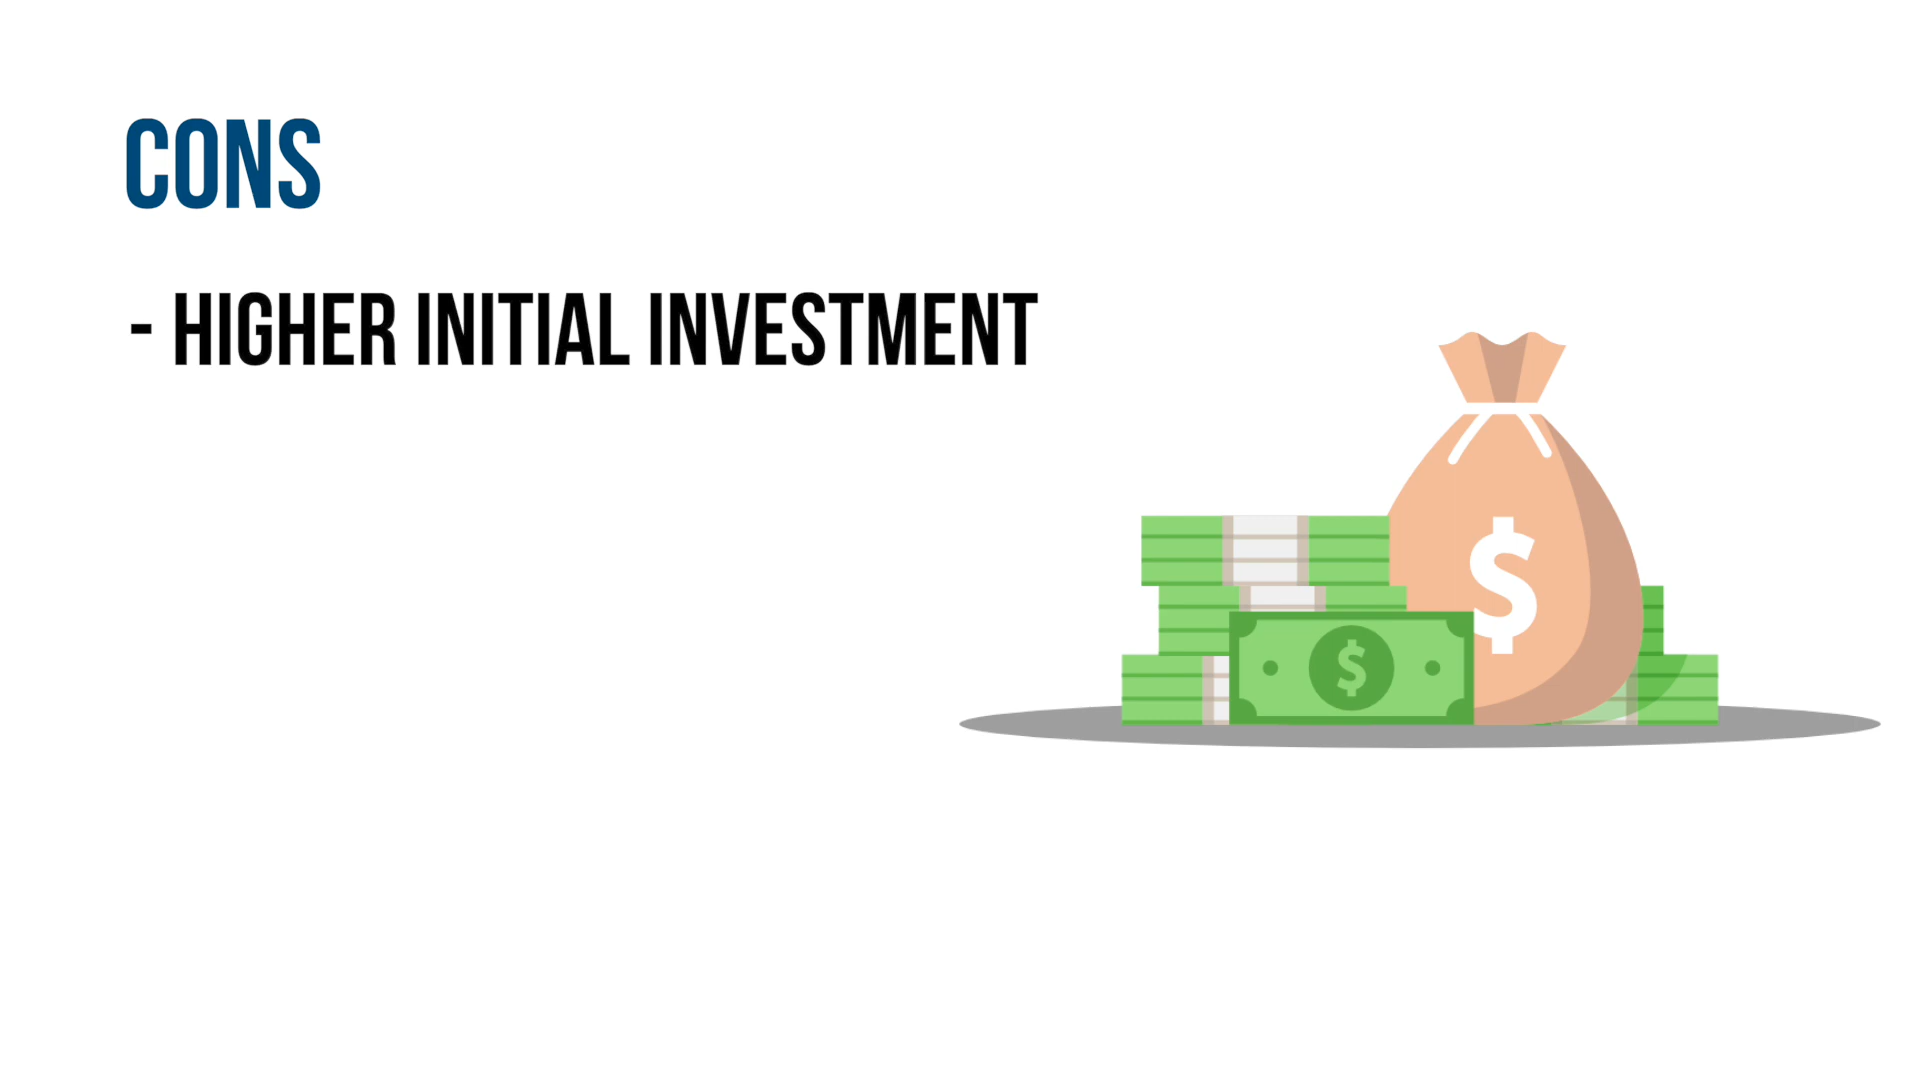 CONS
- HIGHER INITIAL INVESTMENT
$
$